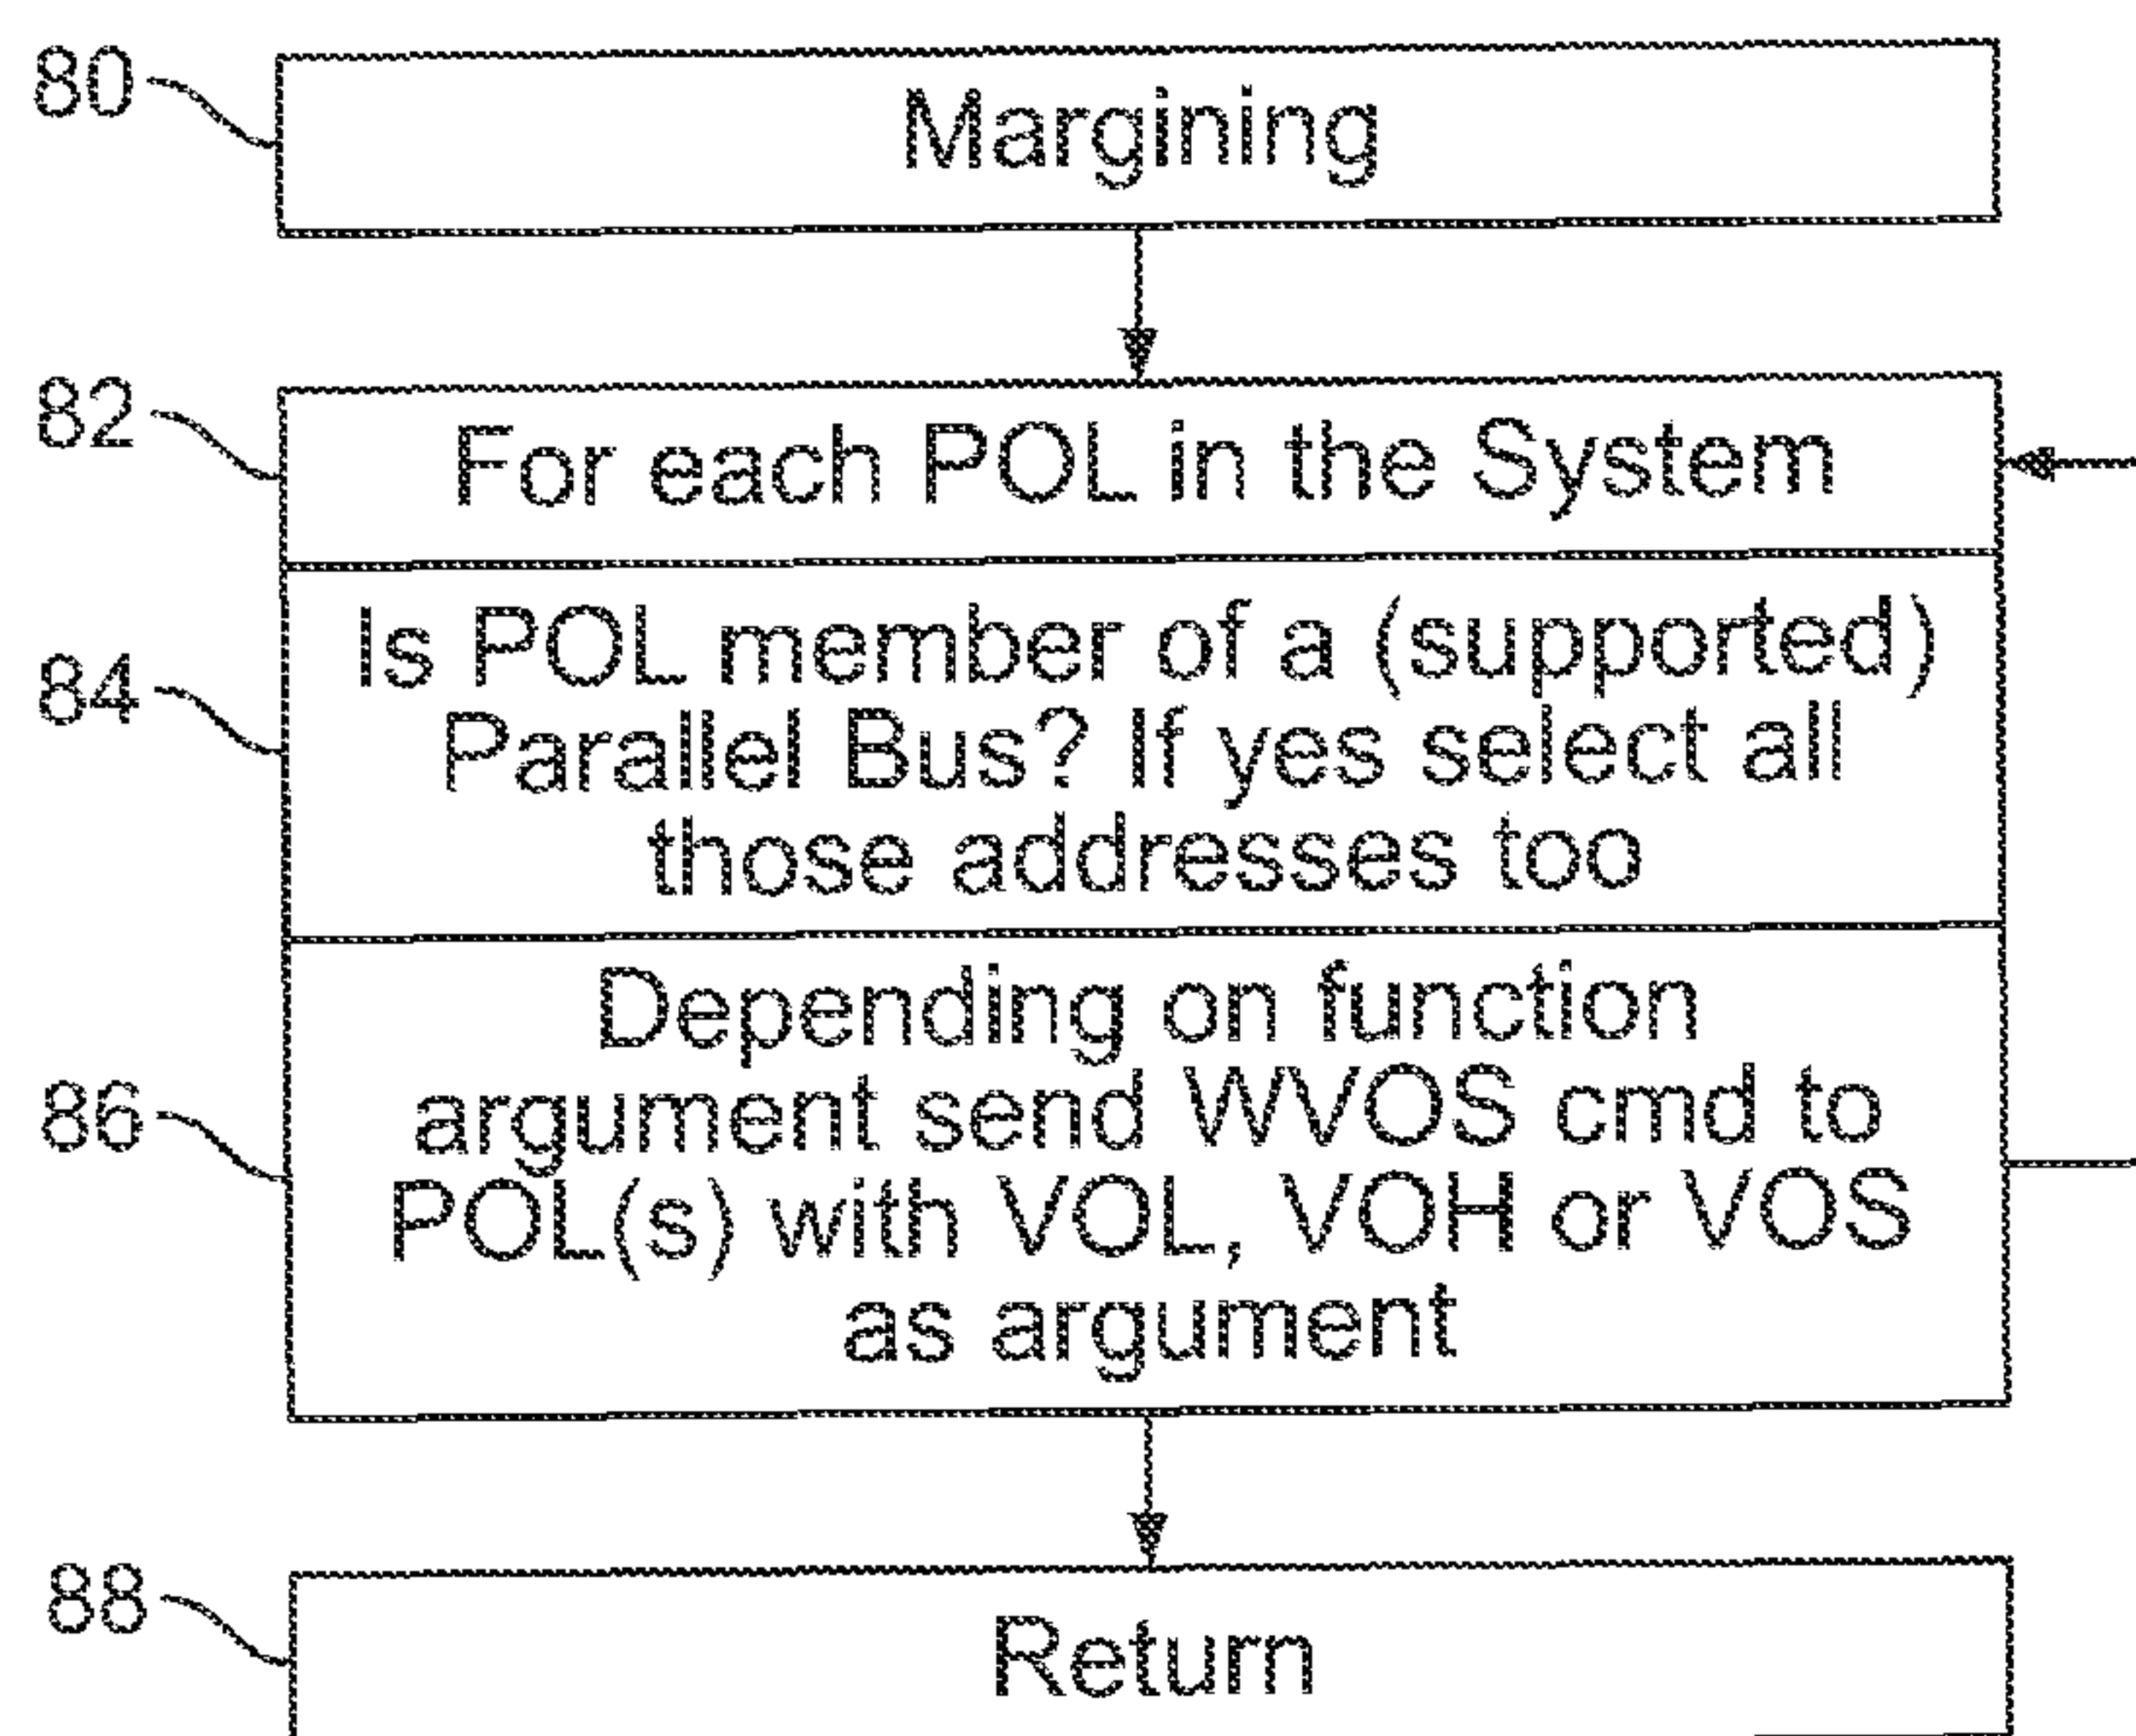 80
Margining
82
For each POL in the System
84
Is POL member of a (supported)
Parallel Bus? If yes select all
those addresses too
86
Depending on function
argument send WVOS cmd to
POL(s) with VOL, VOH or VOS
as argument
88
Return